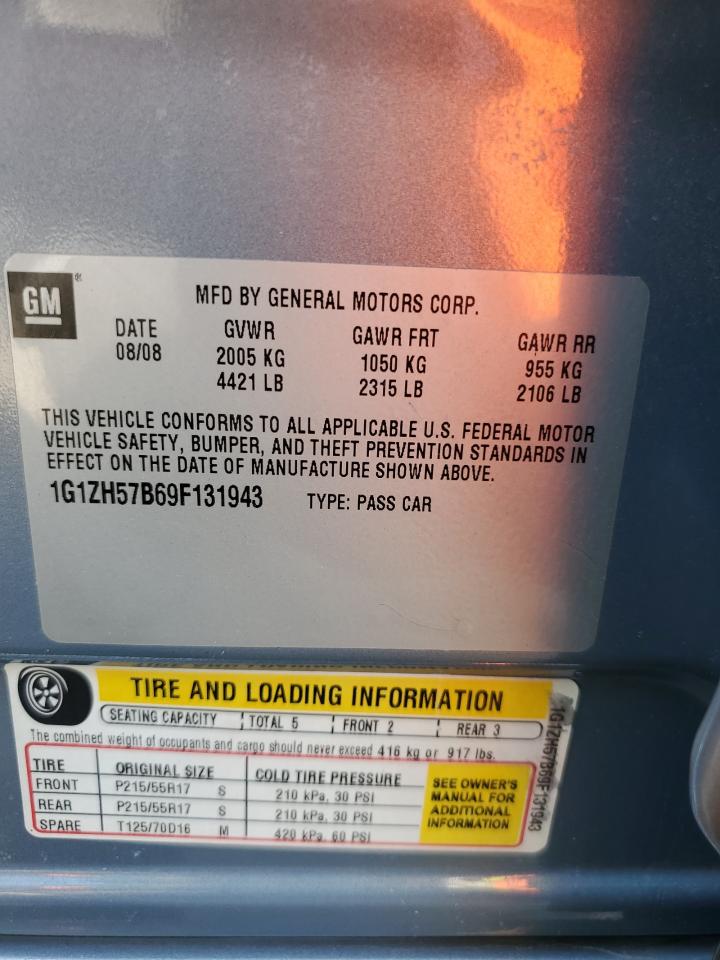 GM ®
MFD BY GENERAL MOTORS CORP.
DATE GVWR GAWR FRT GAWR RR
08/08 2005 KG 1050 KG 955 KG
4421 LB 2315 LB 2106 LB
THIS VEHICLE CONFORMS TO ALL APPLICABLE U.S. FEDERAL MOTOR
VEHICLE SAFETY, BUMPER, AND THEFT PREVENTION STANDARDS IN
EFFECT ON THE DATE OF MANUFACTURE SHOWN ABOVE.
1G1ZH57B69F131943 TYPE: PASS CAR
TIRE AND LOADING INFORMATION
SEATING CAPACITY TOTAL 5 FRONT 2 REAR 3
The combined weight of occupants and cargo should never exceed 416 kg or 917 lbs.
TIRE ORIGINAL SIZE COLD TIRE PRESSURE
FRONT P215/55R17 S 210 kPa, 30 PSI
REAR P215/55R17 S 210 kPa, 30 PSI
SPARE T125/70D16 M 420 kPa, 60 PSI
SEE OWNER'S
MANUAL FOR
ADDITIONAL
INFORMATION
1G1ZH57B69F131943